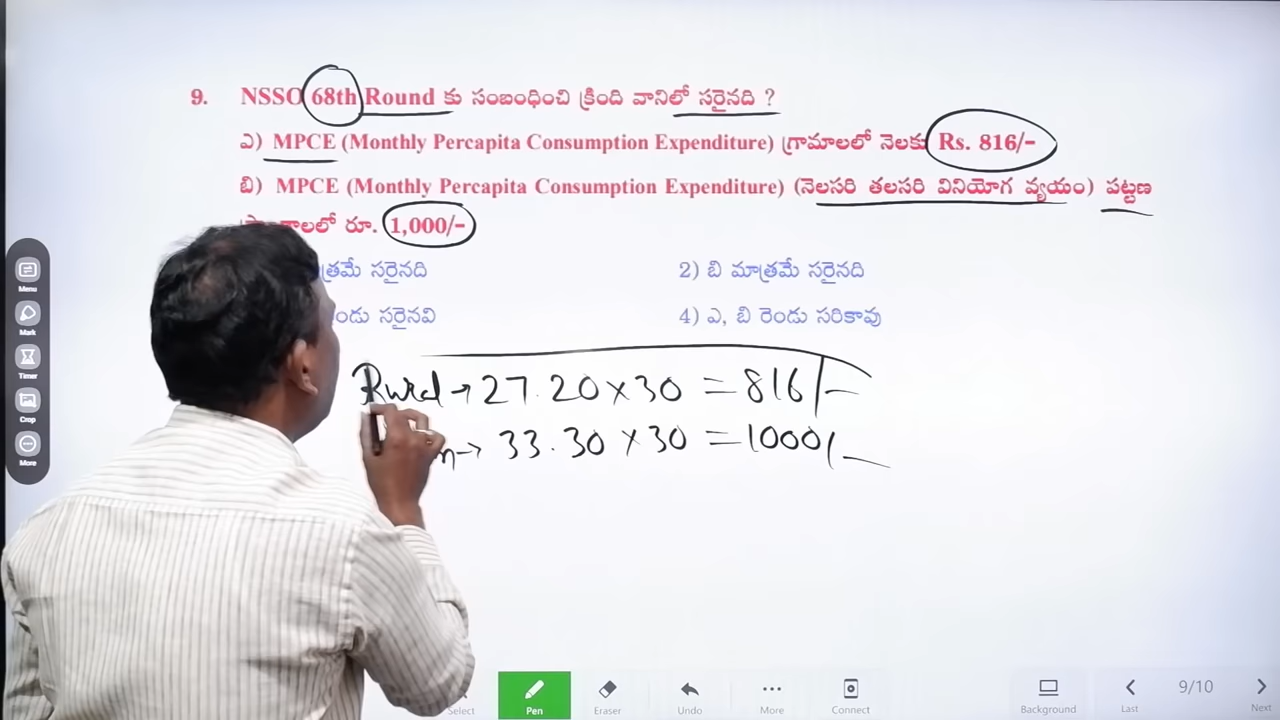 9. NSSO 68th Round కు సంబంధించి క్రింది వానిలో సరైనది ?
ఎ) MPCE (Monthly Percapita Consumption Expenditure) గ్రామాలలో నెలకు Rs. 816/-
బి) MPCE (Monthly Percapita Consumption Expenditure) (నెలసరి తలసరి వినియోగ వ్యయం) పట్టణ
రూ. 1,000/-
సరైనది
2) బి మాత్రమే సరైనది
సరైనవి
4) ఎ, బి రెండు సరికావు
Rural → 27.20 × 30 = 816/-
→ 33.30 × 30 = 1000/-
Menu
Mark
Timer
Crop
More
Select
Pen
Eraser
Undo
More
Connect
Background
Last
9/10
Next